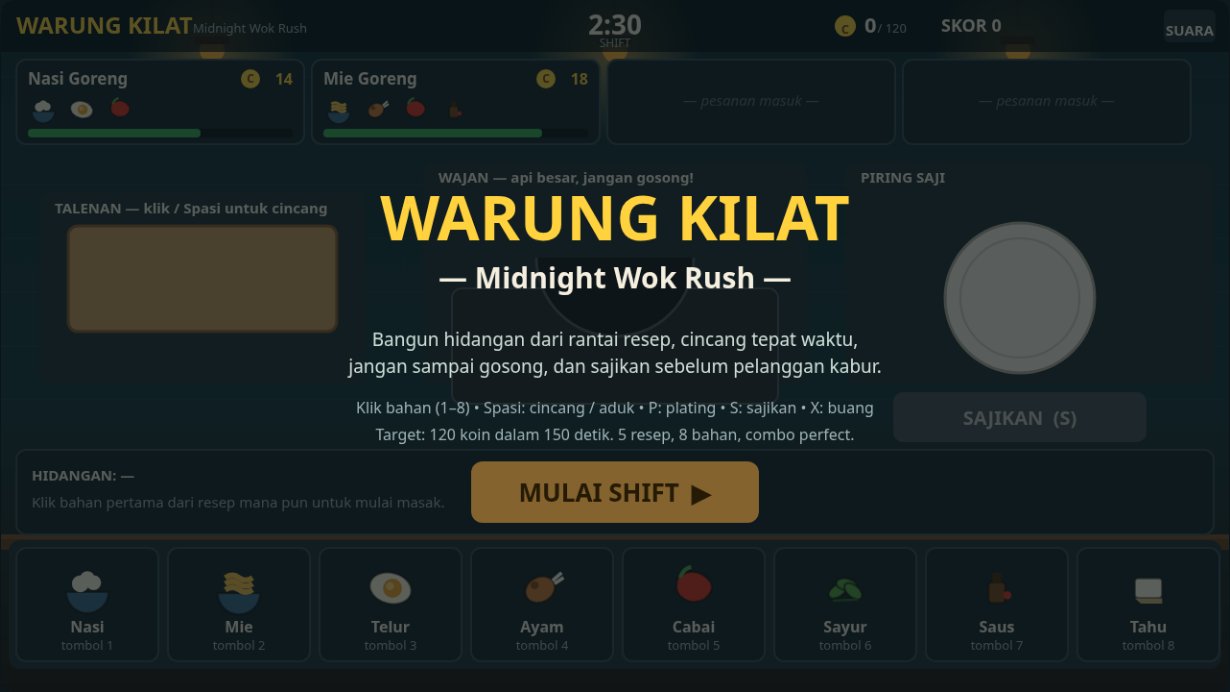 WARUNG KILAT Midnight Wok Rush
2:30
SHIFT
C 0 / 120
SKOR 0
SUARA
Nasi Goreng C 14
Mie Goreng C 18
— pesanan masuk —
— pesanan masuk —
TALENAN — klik / Spasi untuk cincang
WAJAN — api besar, jangan gosong!
PIRING SAJI
WARUNG KILAT
— Midnight Wok Rush —
Bangun hidangan dari rantai resep, cincang tepat waktu,
jangan sampai gosong, dan sajikan sebelum pelanggan kabur.
Klik bahan (1–8) • Spasi: cincang / aduk • P: plating • S: sajikan • X: buang
Target: 120 koin dalam 150 detik. 5 resep, 8 bahan, combo perfect.
SAJIKAN (S)
HIDANGAN: —
Klik bahan pertama dari resep mana pun untuk mulai masak.
MULAI SHIFT ▶
Nasi
tombol 1
Mie
tombol 2
Telur
tombol 3
Ayam
tombol 4
Cabai
tombol 5
Sayur
tombol 6
Saus
tombol 7
Tahu
tombol 8